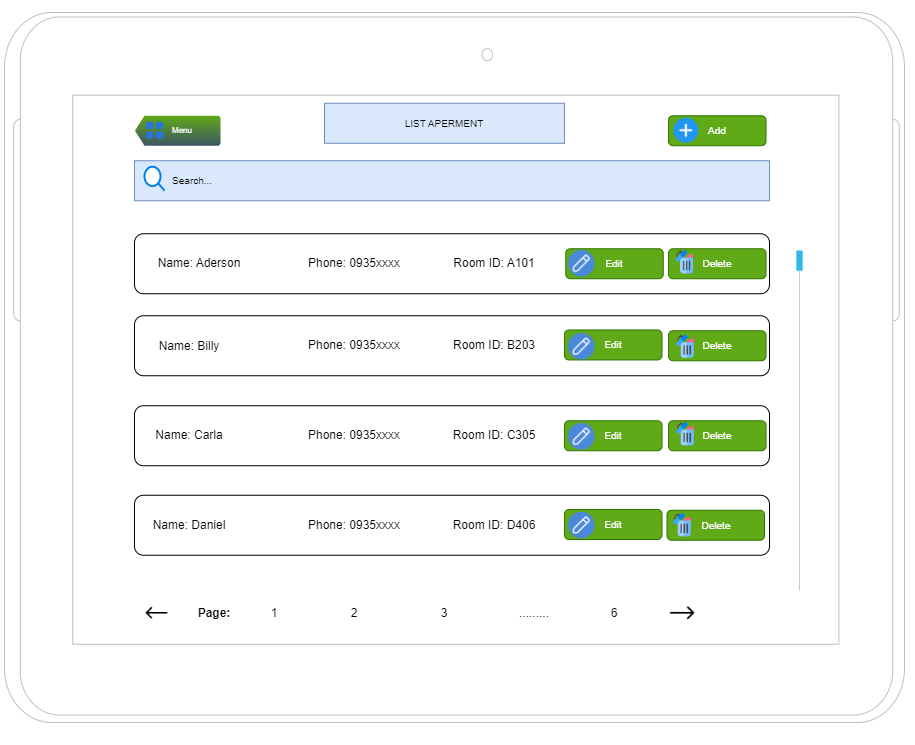 Menu
LIST APERMENT
Add
Search...
Name: Aderson Phone: 0935xxxx Room ID: A101 Edit Delete
Name: Billy Phone: 0935xxxx Room ID: B203 Edit Delete
Name: Carla Phone: 0935xxxx Room ID: C305 Edit Delete
Name: Daniel Phone: 0935xxxx Room ID: D406 Edit Delete
Page: 1 2 3 ......... 6